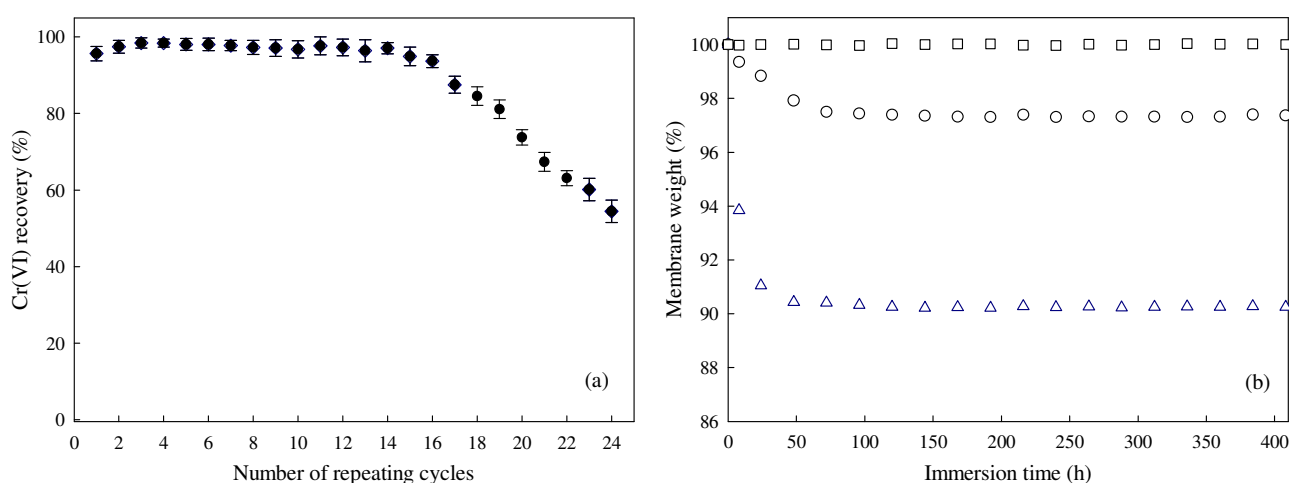 100
80
60
40
20
0
Cr(VI) recovery (%)
(a)
0 2 4 6 8 10 12 14 16 18 20 22 24
Number of repeating cycles
100
98
96
94
92
90
88
86
Membrane weight (%)
(b)
0 50 100 150 200 250 300 350 400
Immersion time (h)